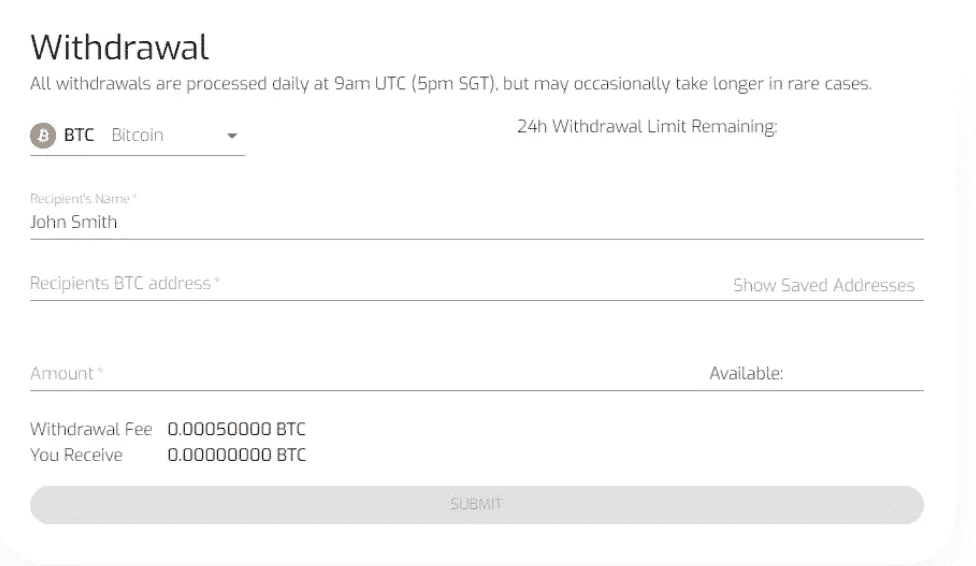 Withdrawal
All withdrawals are processed daily at 9am UTC (5pm SGT), but may occasionally take longer in rare cases.
BTC Bitcoin
24h Withdrawal Limit Remaining:
Recipient's Name *
John Smith
Recipients BTC address * Show Saved Addresses
Amount * Available:
Withdrawal Fee 0.00050000 BTC
You Receive 0.00000000 BTC
SUBMIT